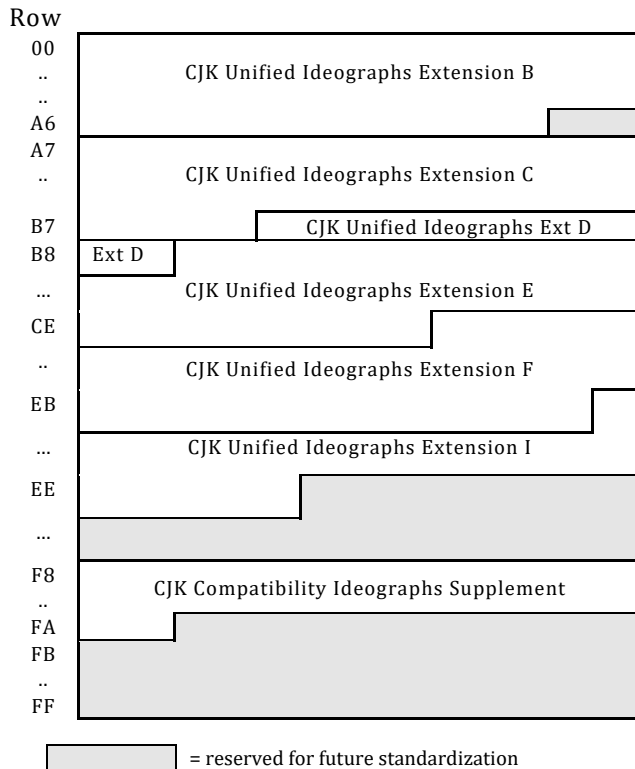 Row
00
.. CJK Unified Ideographs Extension B
..
A6
A7
.. CJK Unified Ideographs Extension C
B7 CJK Unified Ideographs Ext D
B8 Ext D
... CJK Unified Ideographs Extension E
CE
.. CJK Unified Ideographs Extension F
EB
... CJK Unified Ideographs Extension I
EE
...
F8
CJK Compatibility Ideographs Supplement
..
FA
FB
..
FF
= reserved for future standardization